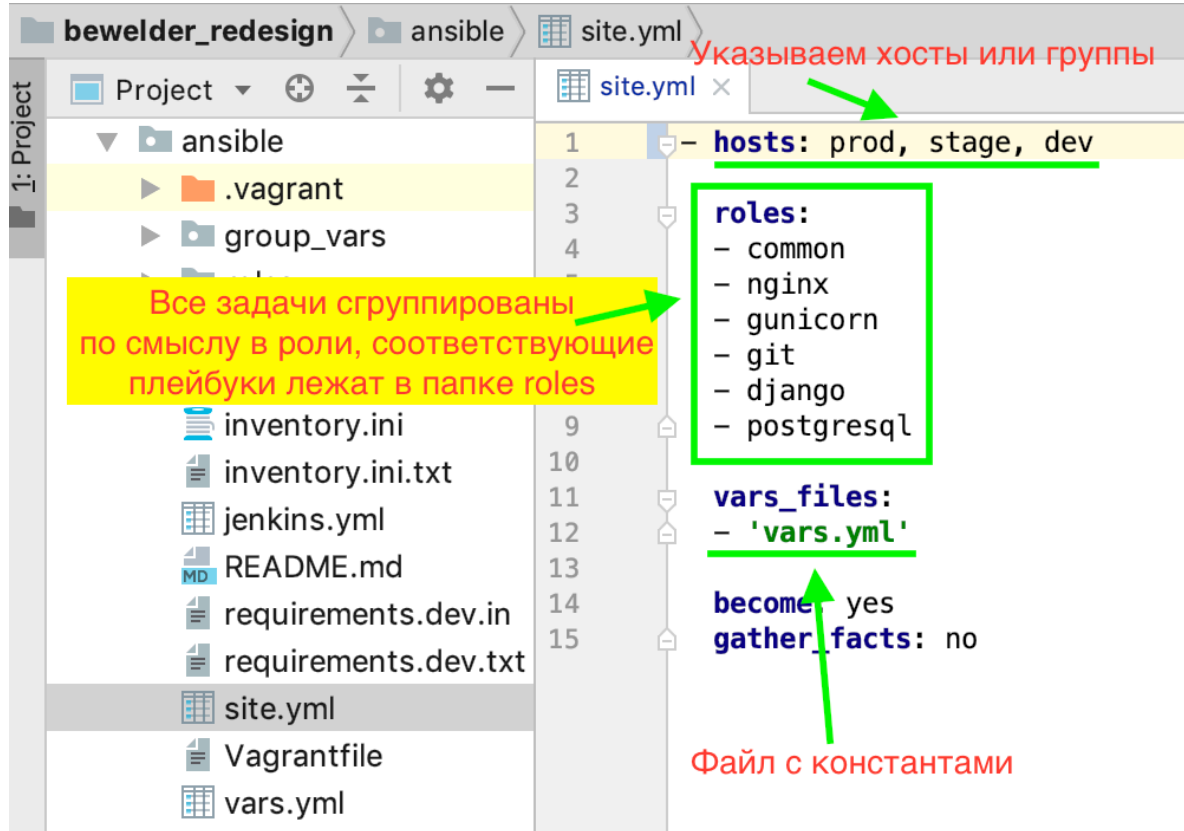 bewelder_redesign ansible site.yml
Указываем хосты или группы
1: Project
Project
ansible
.vagrant
group_vars
Все задачи сгруппированы
по смыслу в роли, соответствующие
плейбуки лежат в папке roles
inventory.ini
inventory.ini.txt
jenkins.yml
MD README.md
requirements.dev.in
requirements.dev.txt
site.yml
Vagrantfile
vars.yml
site.yml
1 - hosts: prod, stage, dev
2
3 roles:
4 - common
- nginx
- gunicorn
- git
- django
9 - postgresql
10
11 vars_files:
12 - 'vars.yml'
13
14 become: yes
15 gather_facts: no
Файл с константами